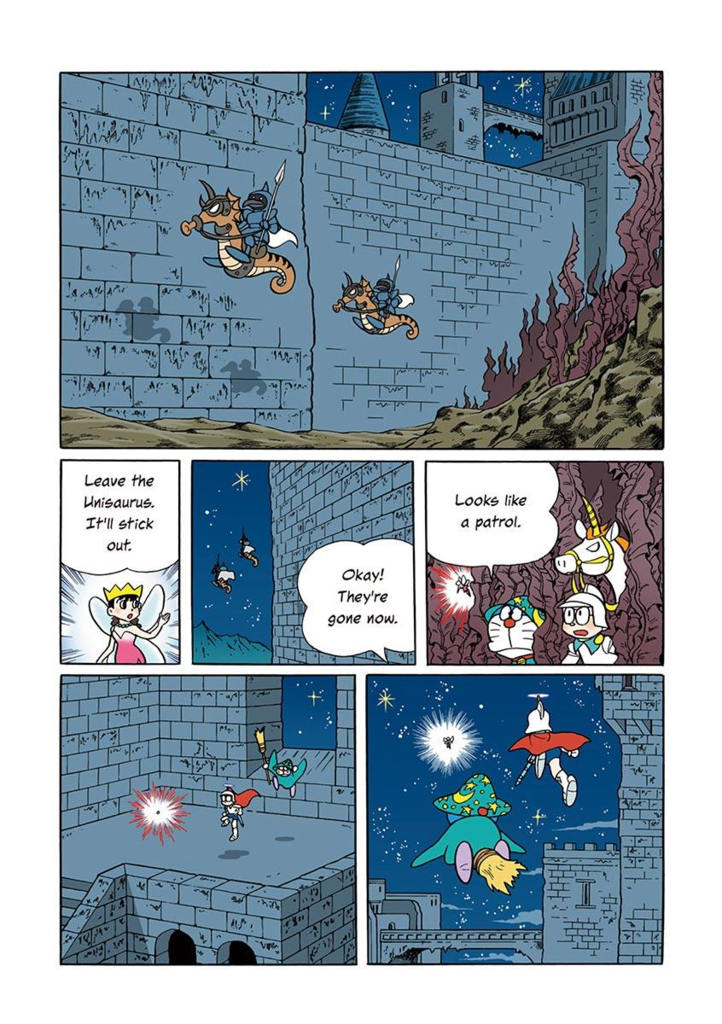 Looks like
a patrol.
Okay!
They're
gone now.
Leave the
Unisaurus.
It'll stick
out.